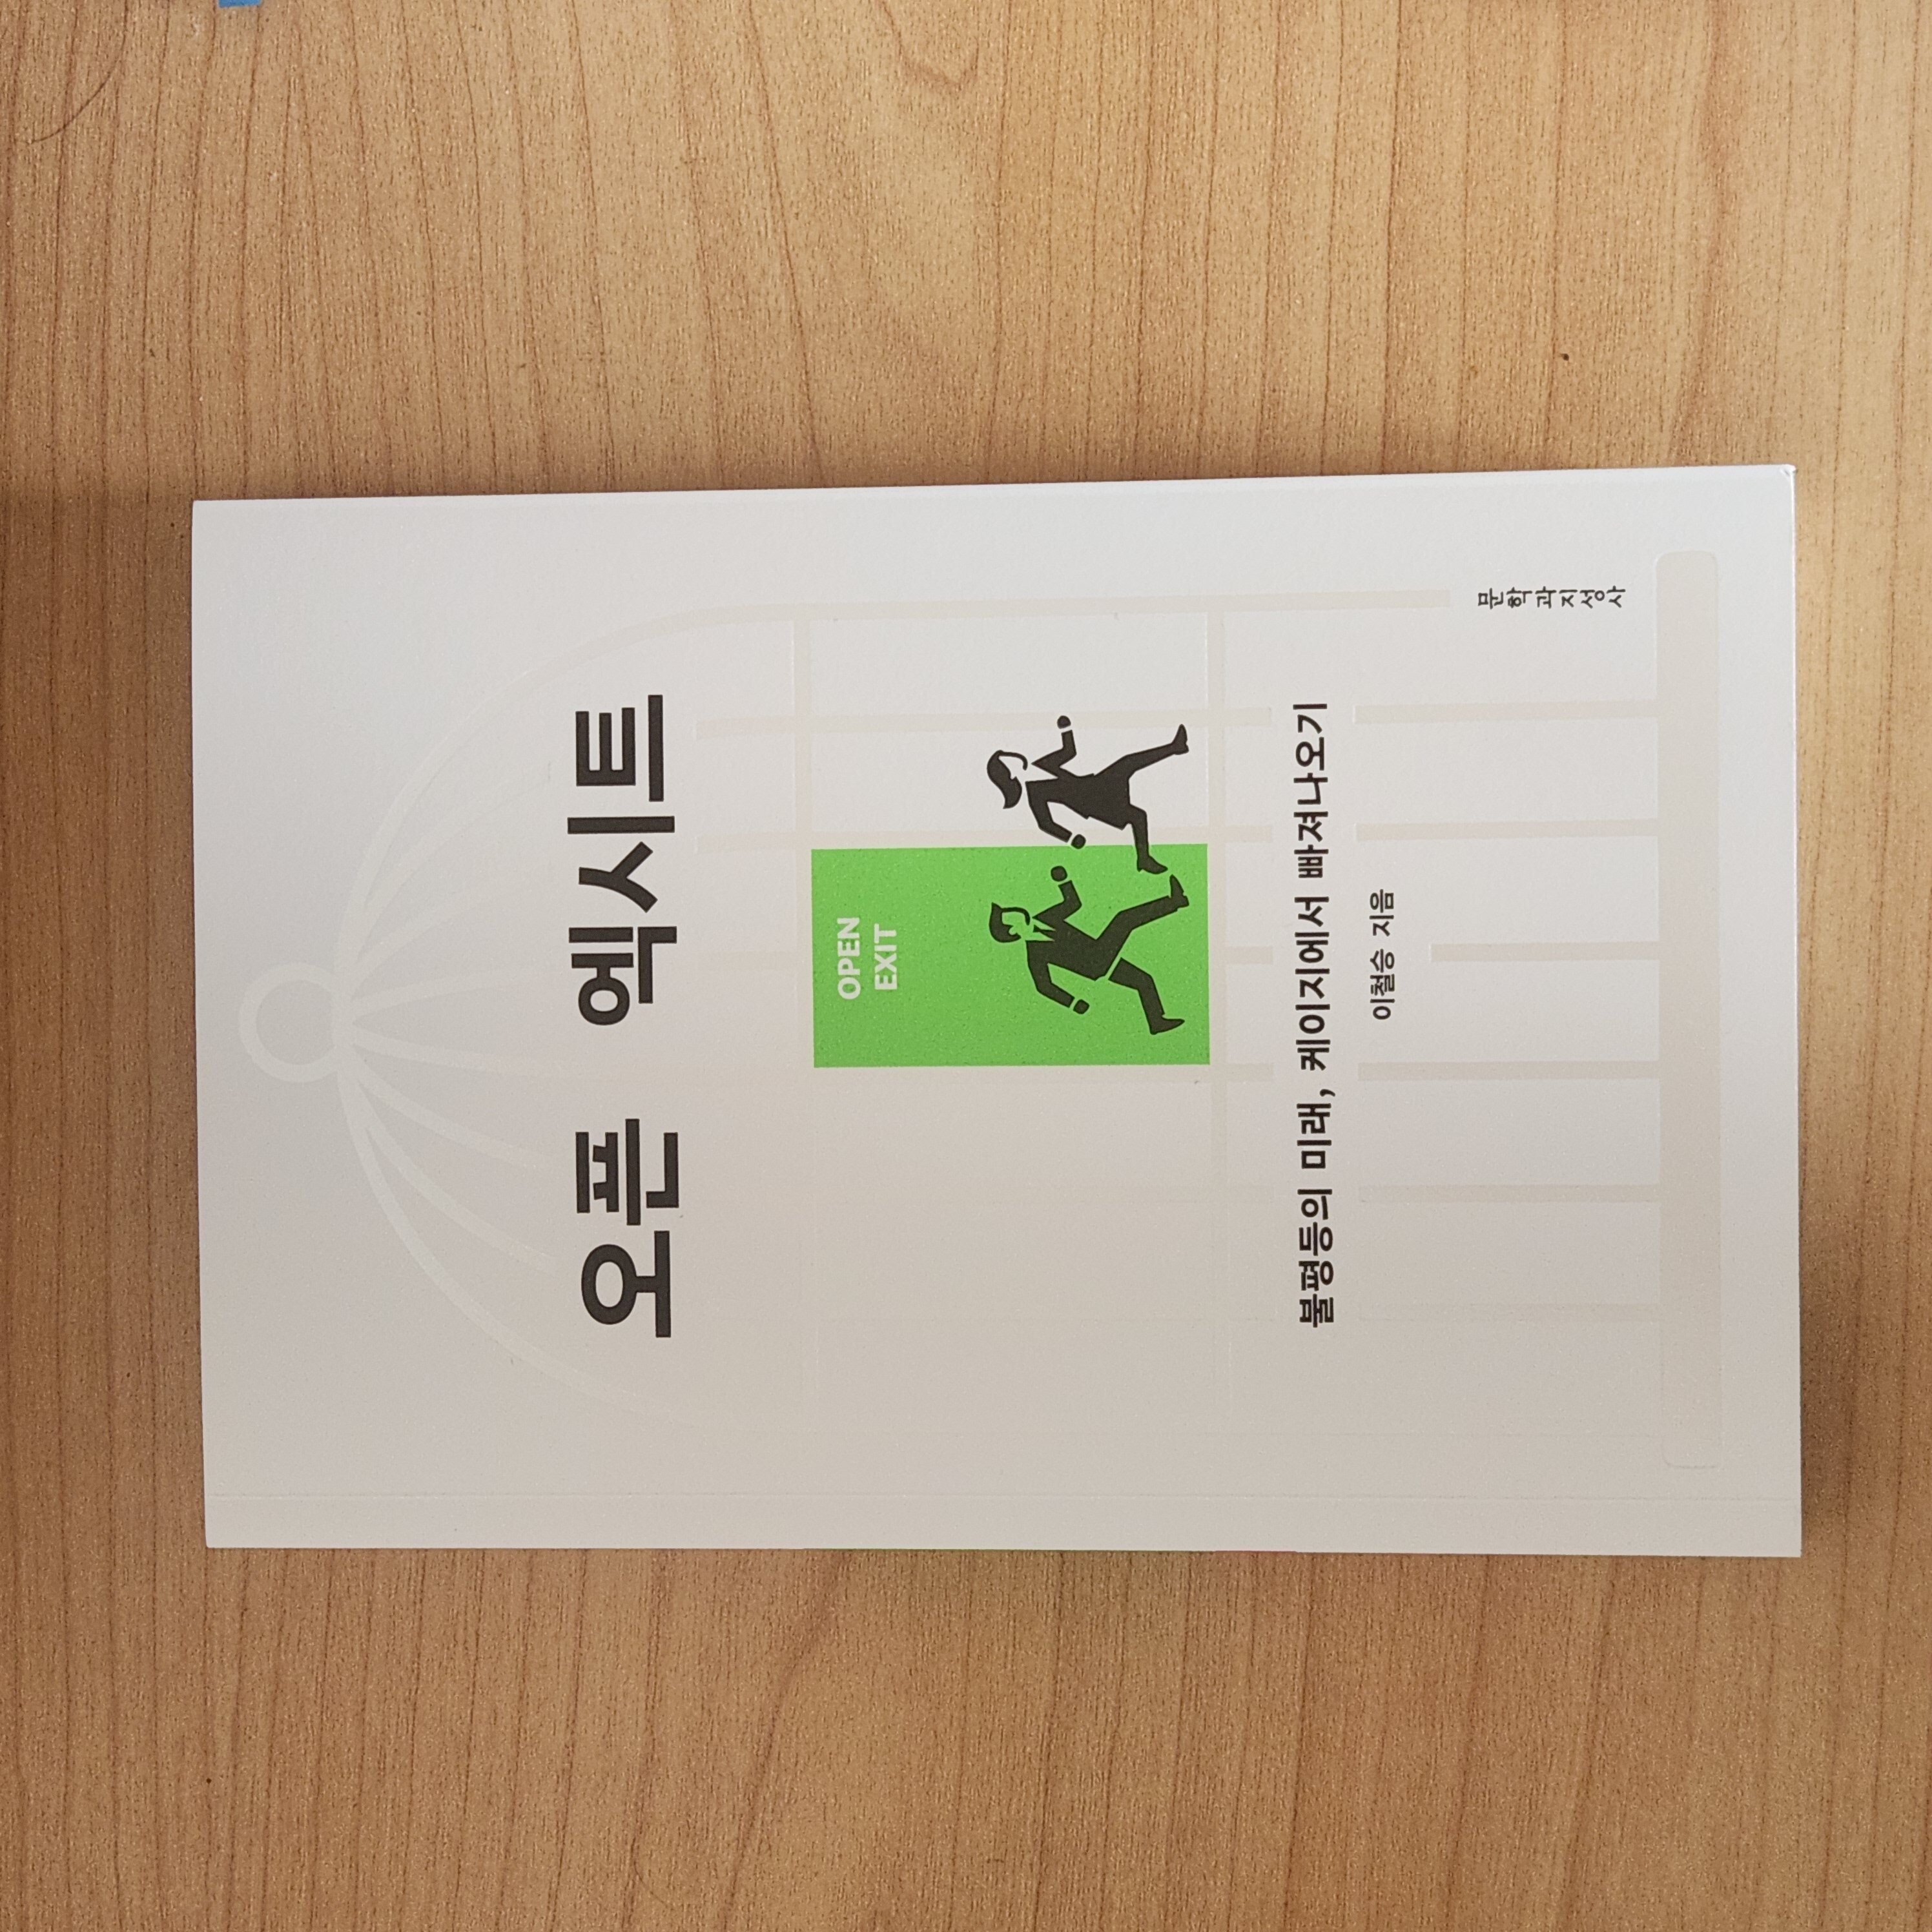 오픈 엑시트
OPEN
EXIT
불평등의 미래, 케이지에서 빠져나오기
이철승 지음
문학과지성사